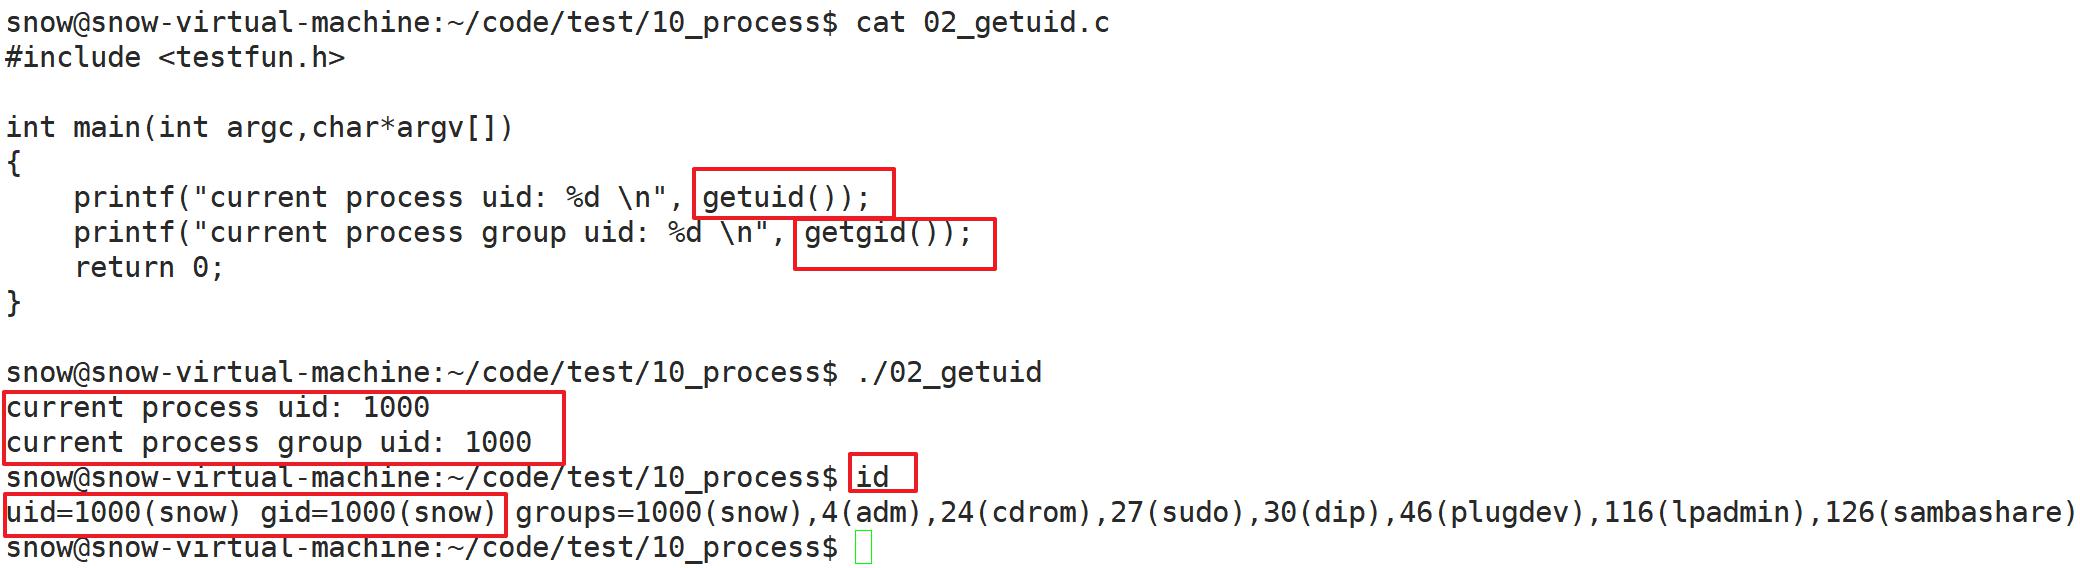 snow@snow-virtual-machine:~/code/test/10_process$ cat 02_getuid.c
#include <testfun.h>
int main(int argc,char*argv[])
{
    printf("current process uid: %d \n", getuid());
    printf("current process group uid: %d \n", getgid());
    return 0;
}
snow@snow-virtual-machine:~/code/test/10_process$ ./02_getuid
current process uid: 1000
current process group uid: 1000
snow@snow-virtual-machine:~/code/test/10_process$ id
uid=1000(snow) gid=1000(snow) groups=1000(snow),4(adm),24(cdrom),27(sudo),30(dip),46(plugdev),116(lpadmin),126(sambashare)
snow@snow-virtual-machine:~/code/test/10_process$